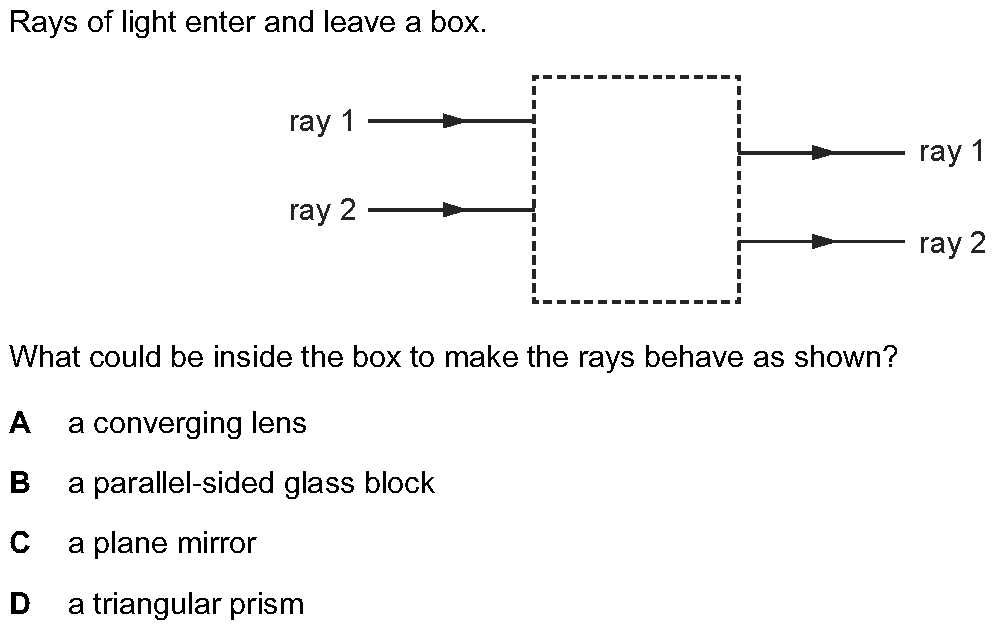 Rays of light enter and leave a box.
ray 1
ray 1
ray 2
ray 2
What could be inside the box to make the rays behave as shown?
A a converging lens
B a parallel-sided glass block
C a plane mirror
D a triangular prism